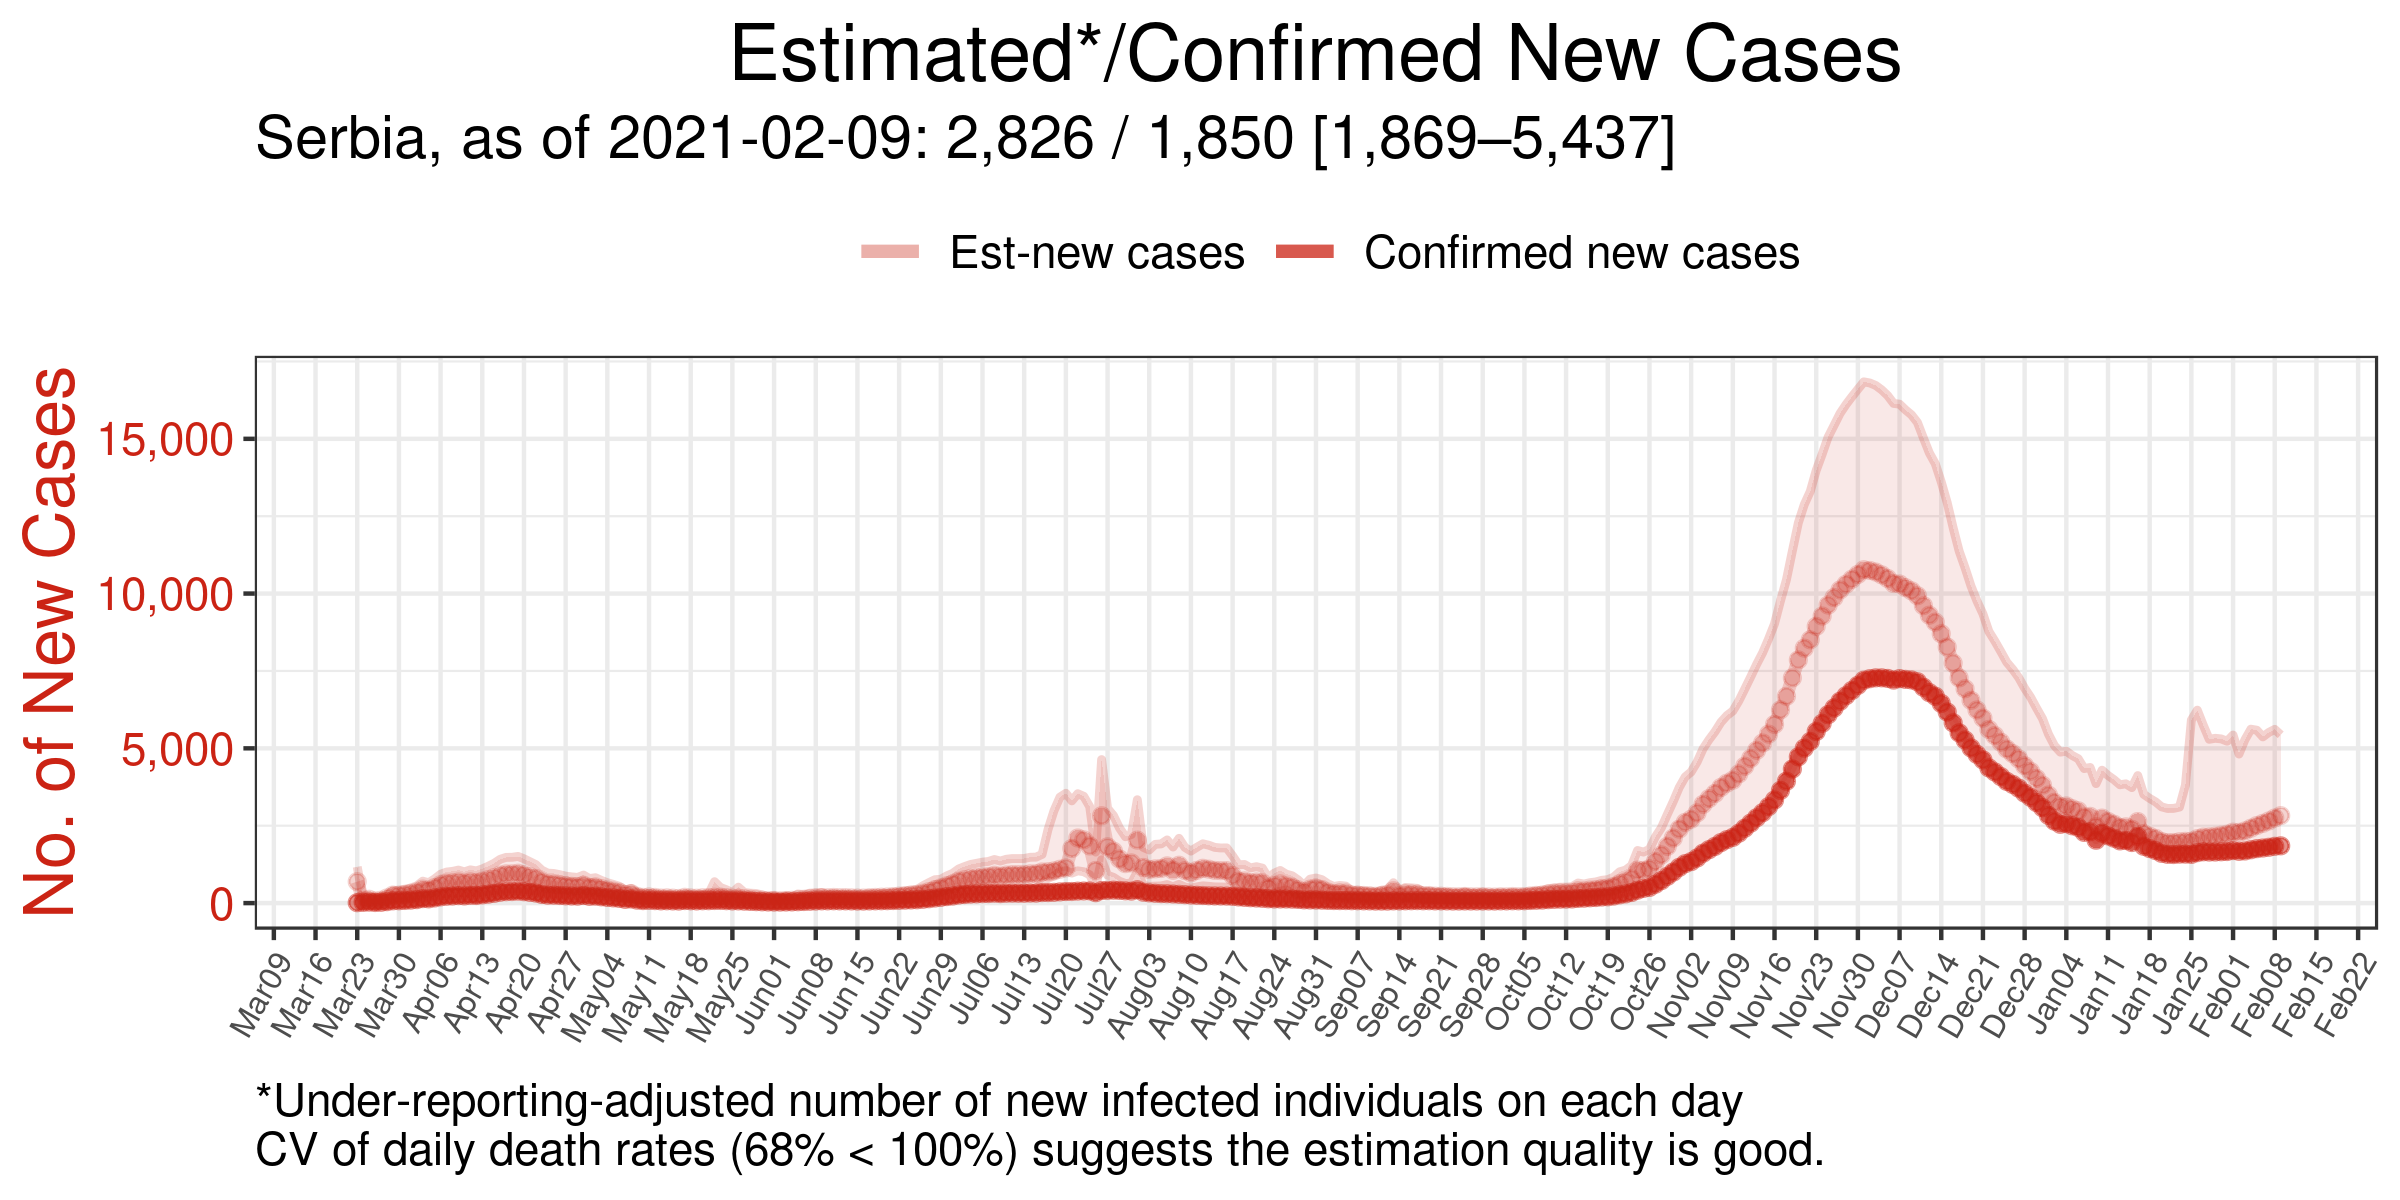 Estimated*/Confirmed New Cases
Serbia, as of 2021-02-09: 2,826 / 1,850 [1,869–5,437]
Est-new cases
Confirmed new cases
No. of New Cases
15,000
10,000
5,000
0
Mar09
Mar16
Mar23
Mar30
Apr06
Apr13
Apr20
Apr27
May04
May11
May18
May25
Jun01
Jun08
Jun15
Jun22
Jun29
Jul06
Jul13
Jul20
Jul27
Aug03
Aug10
Aug17
Aug24
Aug31
Sep07
Sep14
Sep21
Sep28
Oct05
Oct12
Oct19
Oct26
Nov02
Nov09
Nov16
Nov23
Nov30
Dec07
Dec14
Dec21
Dec28
Jan04
Jan11
Jan18
Jan25
Feb01
Feb08
Feb15
Feb22
*Under-reporting-adjusted number of new infected individuals on each day
CV of daily death rates (68% < 100%) suggests the estimation quality is good.